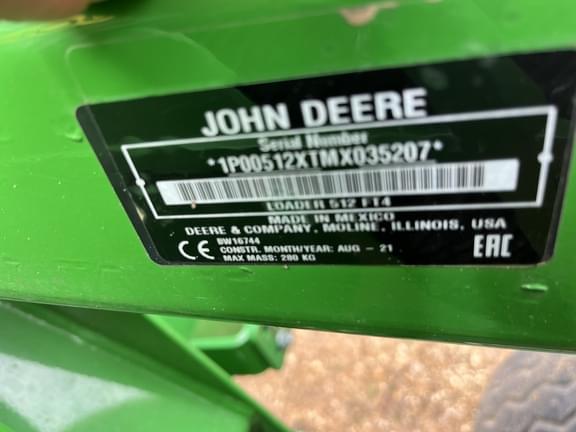 JOHN DEERE
Serial Number
*1P00512XTMX035207*
LOADER 512 FT4
MADE IN MEXICO
DEERE & COMPANY, MOLINE, ILLINOIS, USA
CE BW16744 EAC
CONSTR. MONTH/YEAR: AUG - 21
MAX MASS: 280 KG